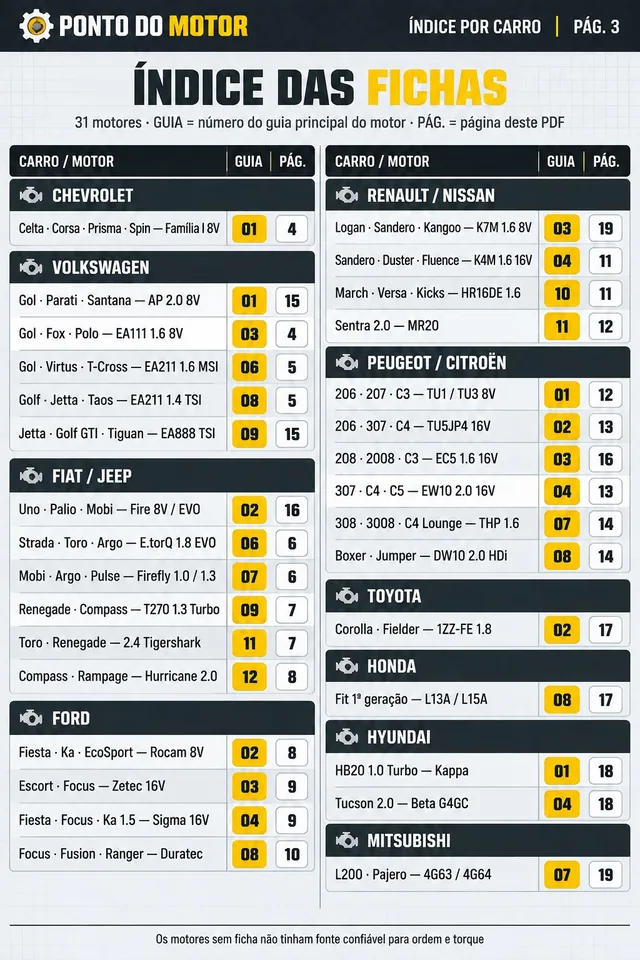 PONTO DO MOTOR
ÍNDICE POR CARRO | PÁG. 3
ÍNDICE DAS FICHAS
31 motores · GUIA = número do guia principal do motor · PÁG. = página deste PDF
CARRO / MOTOR | GUIA | PÁG.
CHEVROLET
Celta · Corsa · Prisma · Spin — Família I 8V 01 4
VOLKSWAGEN
Gol · Parati · Santana — AP 2.0 8V 01 15
Gol · Fox · Polo — EA111 1.6 8V 03 4
Gol · Virtus · T-Cross — EA211 1.6 MSI 06 5
Golf · Jetta · Taos — EA211 1.4 TSI 08 5
Jetta · Golf GTI · Tiguan — EA888 TSI 09 15
FIAT / JEEP
Uno · Palio · Mobi — Fire 8V / EVO 02 16
Strada · Toro · Argo — E.torQ 1.8 EVO 06 6
Mobi · Argo · Pulse — Firefly 1.0 / 1.3 07 6
Renegade · Compass — T270 1.3 Turbo 09 7
Toro · Renegade — 2.4 Tigershark 11 7
Compass · Rampage — Hurricane 2.0 12 8
FORD
Fiesta · Ka · EcoSport — Rocam 8V 02 8
Escort · Focus — Zetec 16V 03 9
Fiesta · Focus · Ka 1.5 — Sigma 16V 04 9
Focus · Fusion · Ranger — Duratec 08 10
CARRO / MOTOR | GUIA | PÁG.
RENAULT / NISSAN
Logan · Sandero · Kangoo — K7M 1.6 8V 03 19
Sandero · Duster · Fluence — K4M 1.6 16V 04 11
March · Versa · Kicks — HR16DE 1.6 10 11
Sentra 2.0 — MR20 11 12
PEUGEOT / CITROËN
206 · 207 · C3 — TU1 / TU3 8V 01 12
206 · 307 · C4 — TU5JP4 16V 02 13
208 · 2008 · C3 — EC5 1.6 16V 03 16
307 · C4 · C5 — EW10 2.0 16V 04 13
308 · 3008 · C4 Lounge — THP 1.6 07 14
Boxer · Jumper — DW10 2.0 HDi 08 14
TOYOTA
Corolla · Fielder — 1ZZ-FE 1.8 02 17
HONDA
Fit 1ª geração — L13A / L15A 08 17
HYUNDAI
HB20 1.0 Turbo — Kappa 01 18
Tucson 2.0 — Beta G4GC 04 18
MITSUBISHI
L200 · Pajero — 4G63 / 4G64 07 19
Os motores sem ficha não tinham fonte confiável para ordem e torque